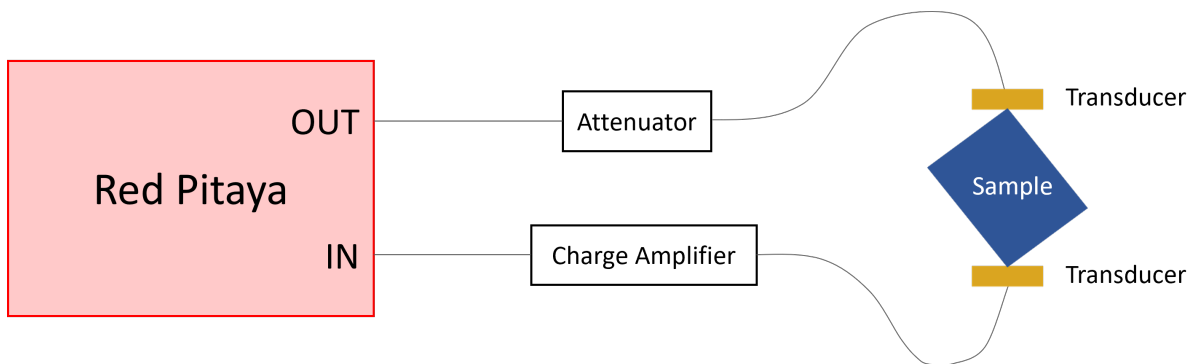 OUT
Red Pitaya
IN
Attenuator
Charge Amplifier
Transducer
Sample
Transducer